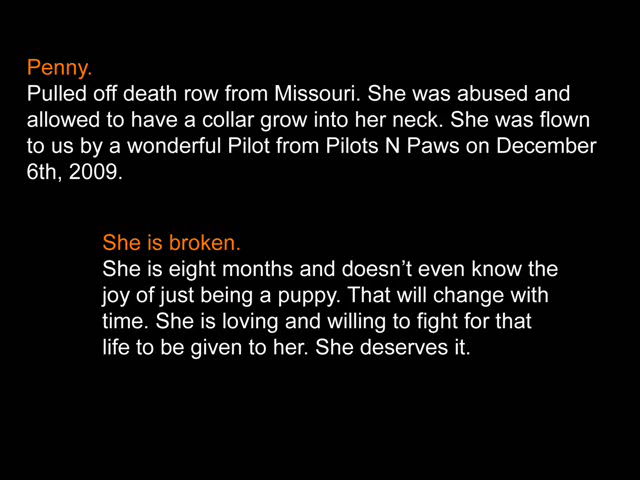 Penny.
Pulled off death row from Missouri. She was abused and
allowed to have a collar grow into her neck. She was flown
to us by a wonderful Pilot from Pilots N Paws on December
6th, 2009.
She is broken.
She is eight months and doesn’t even know the
joy of just being a puppy. That will change with
time. She is loving and willing to fight for that
life to be given to her. She deserves it.